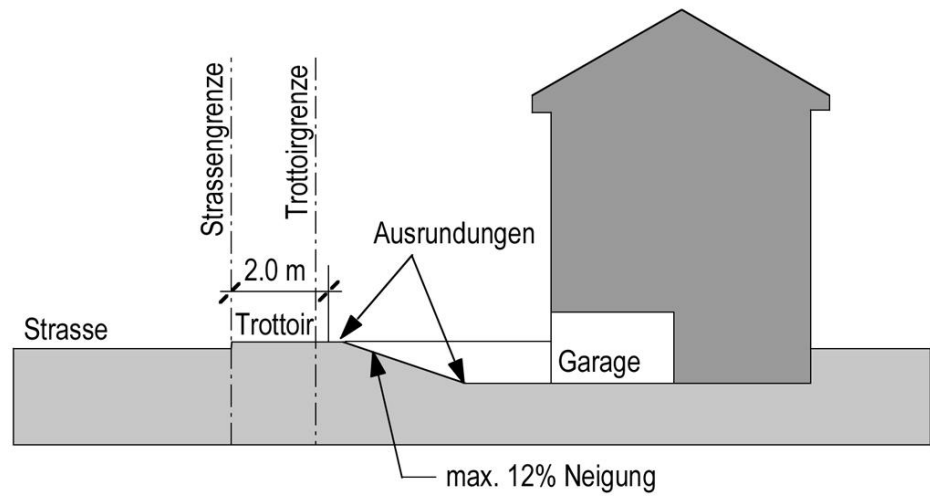 Strassengrenze
Trottoirgrenze
Ausrundungen
2.0 m
Strasse
Trottoir
Garage
max. 12% Neigung